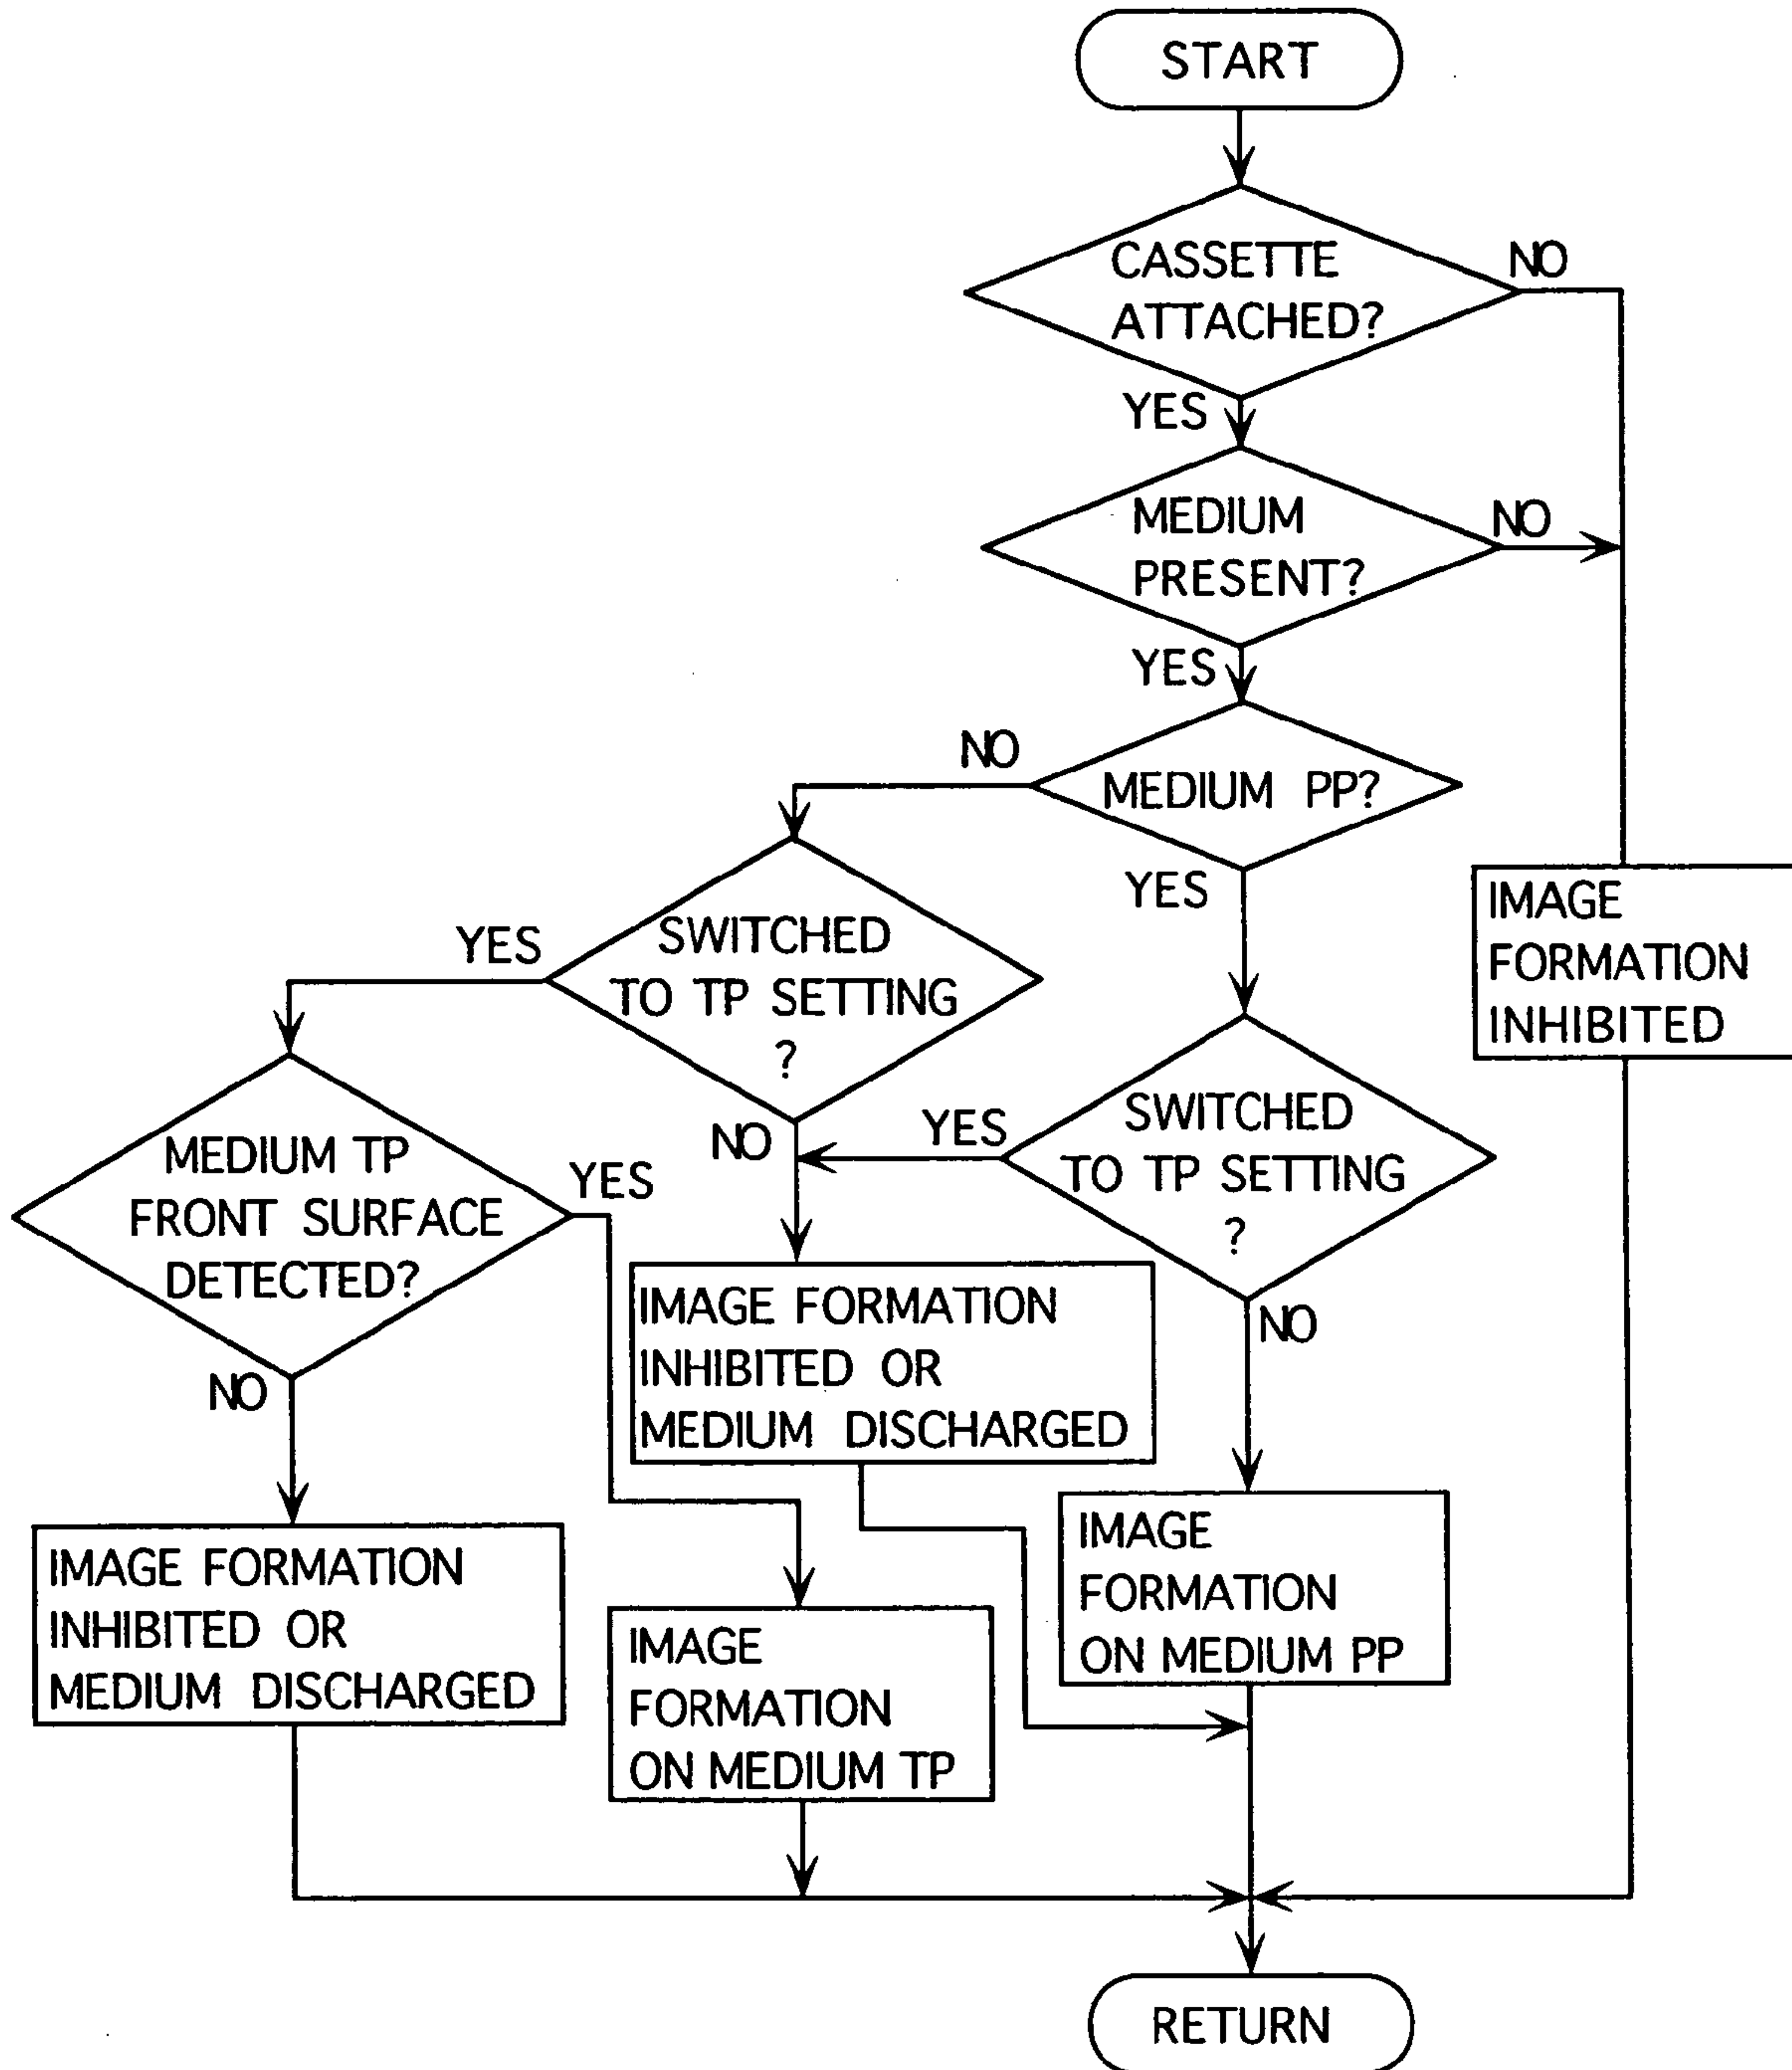 START
CASSETTE
ATTACHED?
NO
YES
MEDIUM
PRESENT?
NO
YES
NO
MEDIUM PP?
YES
IMAGE
FORMATION
INHIBITED
YES
SWITCHED
TO TP SETTING
?
NO
YES
SWITCHED
TO TP SETTING
?
NO
MEDIUM TP
FRONT SURFACE
DETECTED?
YES
NO
IMAGE FORMATION
INHIBITED OR
MEDIUM DISCHARGED
IMAGE
FORMATION
ON MEDIUM PP
IMAGE FORMATION
INHIBITED OR
MEDIUM DISCHARGED
IMAGE
FORMATION
ON MEDIUM TP
RETURN